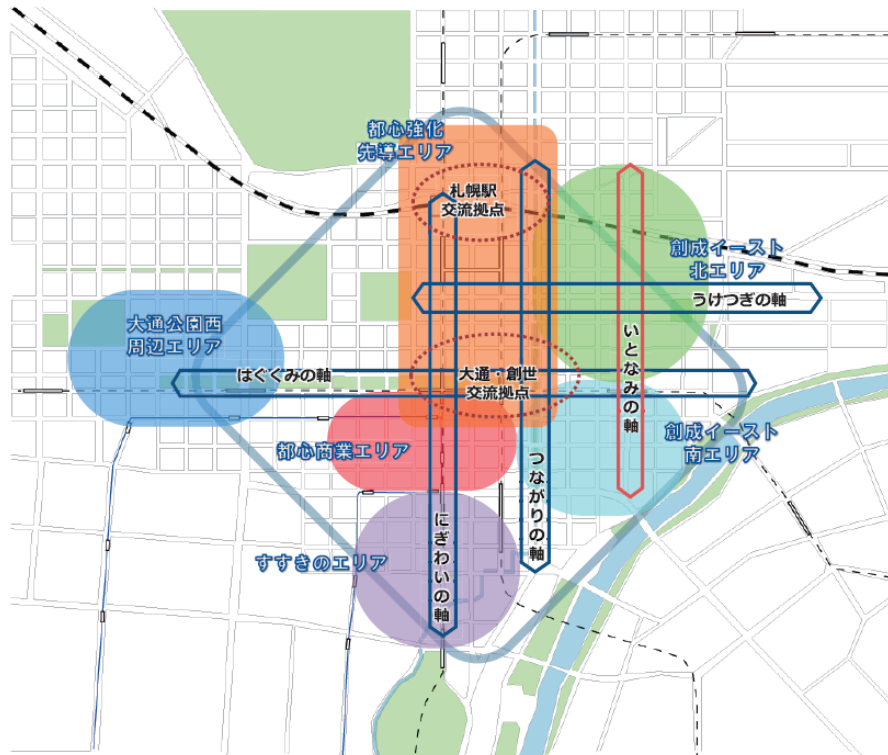 都心強化
先導エリア
札幌駅
交流拠点
創成イースト
北エリア
うけつぎの軸
大通公園西
周辺エリア
はぐくみの軸
大通・創世
交流拠点
いとなみの軸
都心商業エリア
創成イースト
南エリア
つながりの軸
にぎわいの軸
すすきのエリア